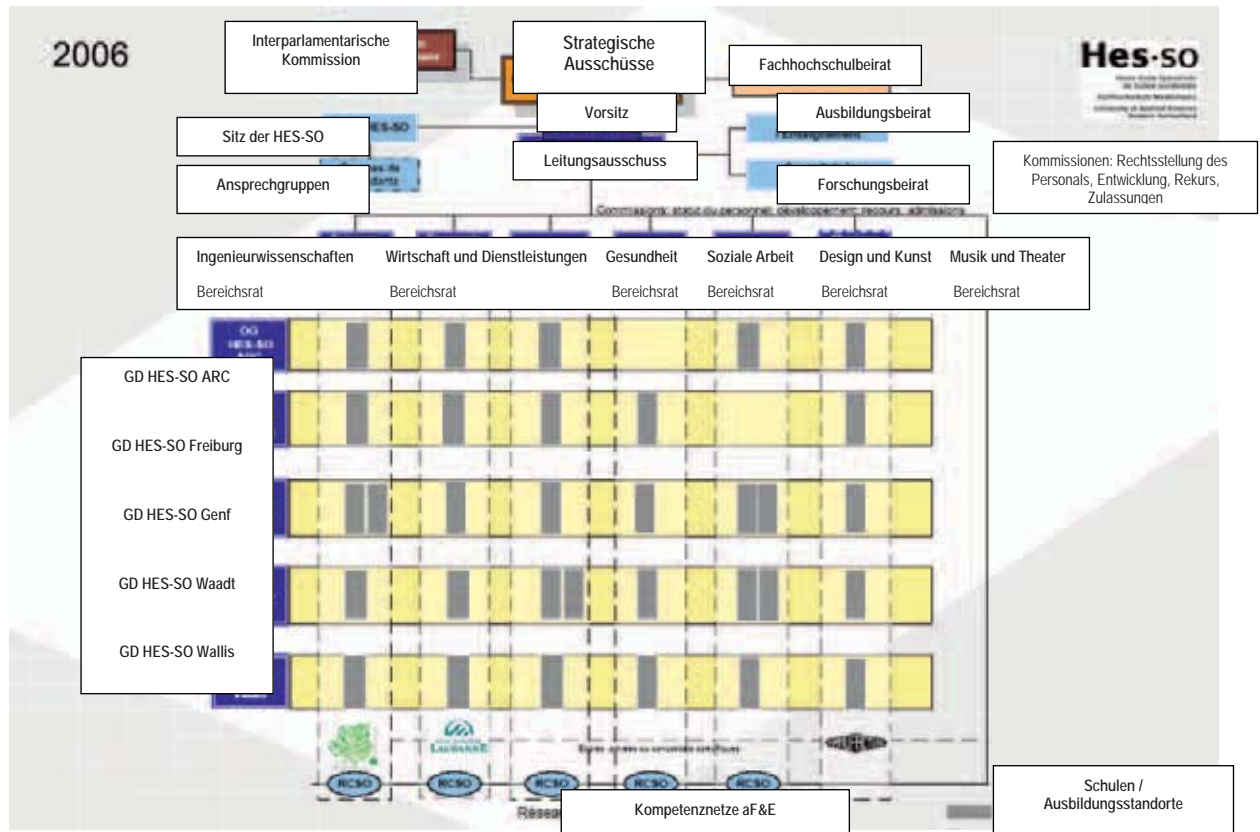 2006
Interparlamentarische
Kommission
Strategische
Ausschüsse
Fachhochschulbeirat
Hes·so
Vorsitz
Ausbildungsbeirat
Sitz der HES-SO
HES-SO
Leitungsausschuss
Kommissionen: Rechtsstellung des
Personals, Entwicklung, Rekurs,
Zulassungen
Ansprechgruppen
Forschungsbeirat
Commissions: statut du personnel, développement, recours, admissions
Ingenieurwissenschaften Wirtschaft und Dienstleistungen Gesundheit Soziale Arbeit Design und Kunst Musik und Theater
Bereichsrat Bereichsrat Bereichsrat Bereichsrat Bereichsrat Bereichsrat
HES-SO
GD HES-SO ARC
GD HES-SO Freiburg
GD HES-SO Genf
GD HES-SO Waadt
GD HES-SO Wallis
LAUSANNE
RCSO RCSO RCSO RCSO RCSO
Kompetenznetze aF&E
Schulen /
Ausbildungsstandorte